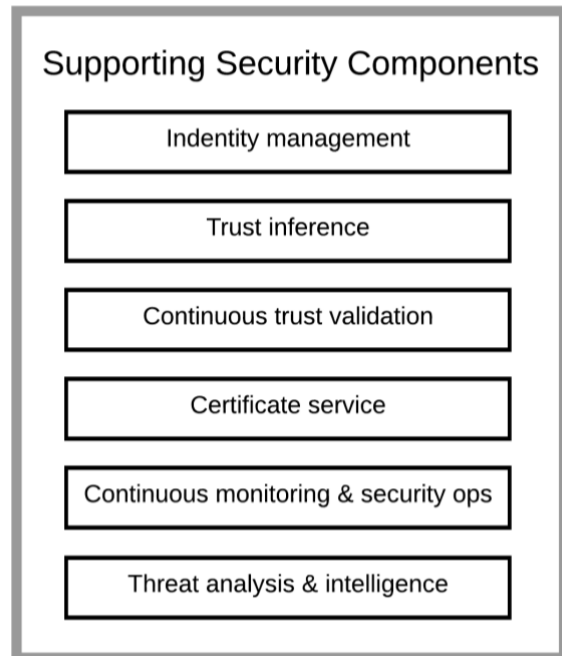 Supporting Security Components
Indentity management
Trust inference
Continuous trust validation
Certificate service
Continuous monitoring & security ops
Threat analysis & intelligence